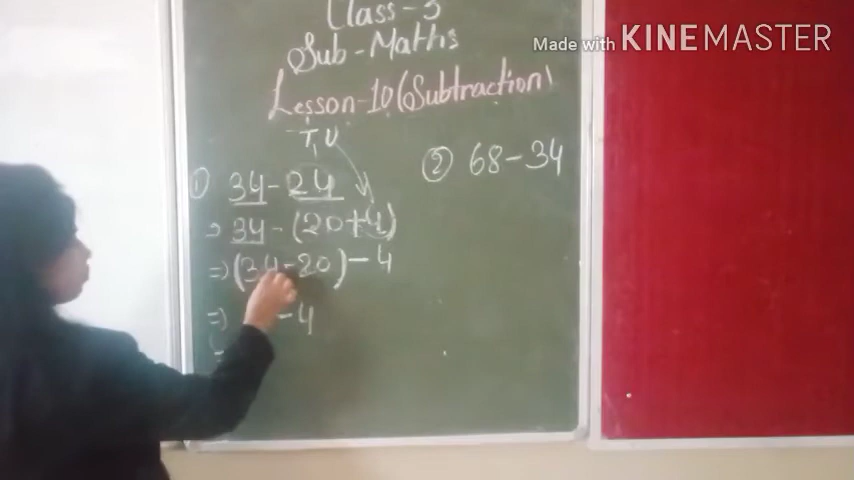 Made with KINEMASTER
Class - 5
Sub - Maths
Lesson - 10 (Subtraction)
T, U
① 34 - 24
34 - (20+4)
⇒ (34-20) - 4
⇒ - 4
② 68 - 34